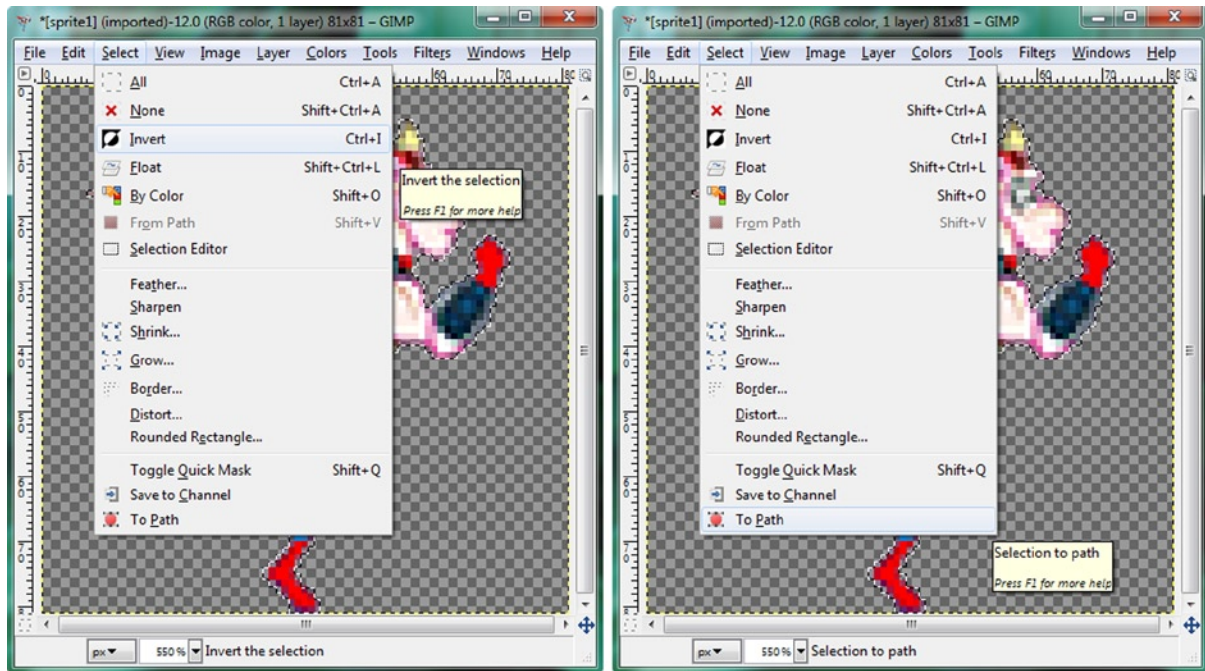 *[sprite1] (imported)-12.0 (RGB color, 1 layer) 81x81 – GIMP
File Edit Select View Image Layer Colors Tools Filters Windows Help
All Ctrl+A
None Shift+Ctrl+A
Invert Ctrl+I
Float Shift+Ctrl+L
By Color Shift+O
From Path Shift+V
Selection Editor
Feather...
Sharpen
Shrink...
Grow...
Border...
Distort...
Rounded Rectangle...
Toggle Quick Mask Shift+Q
Save to Channel
To Path
Invert the selection
Press F1 for more help
px 550% Invert the selection
*[sprite1] (imported)-12.0 (RGB color, 1 layer) 81x81 – GIMP
File Edit Select View Image Layer Colors Tools Filters Windows Help
All Ctrl+A
None Shift+Ctrl+A
Invert Ctrl+I
Float Shift+Ctrl+L
By Color Shift+O
From Path Shift+V
Selection Editor
Feather...
Sharpen
Shrink...
Grow...
Border...
Distort...
Rounded Rectangle...
Toggle Quick Mask Shift+Q
Save to Channel
To Path
Selection to path
Press F1 for more help
px 550% Selection to path